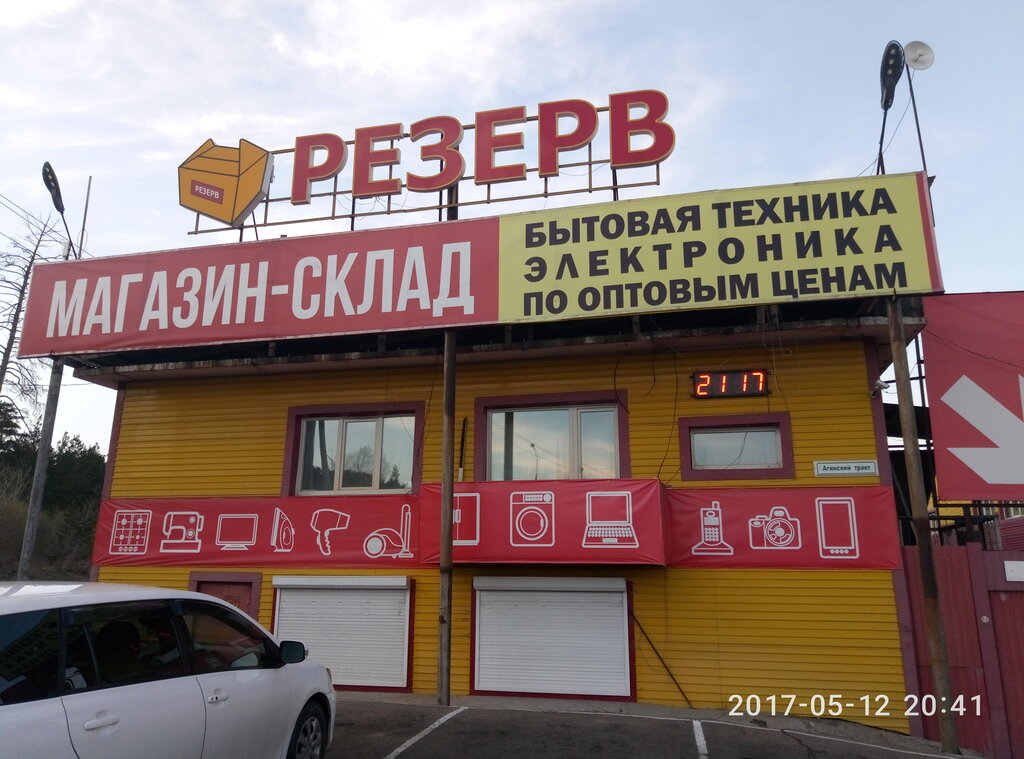 РЕЗЕРВ
РЕЗЕРВ
МАГАЗИН-СКЛАД
БЫТОВАЯ ТЕХНИКА
ЭЛЕКТРОНИКА
ПО ОПТОВЫМ ЦЕНАМ
21 17
Агинский тракт
2017-05-12 20:41